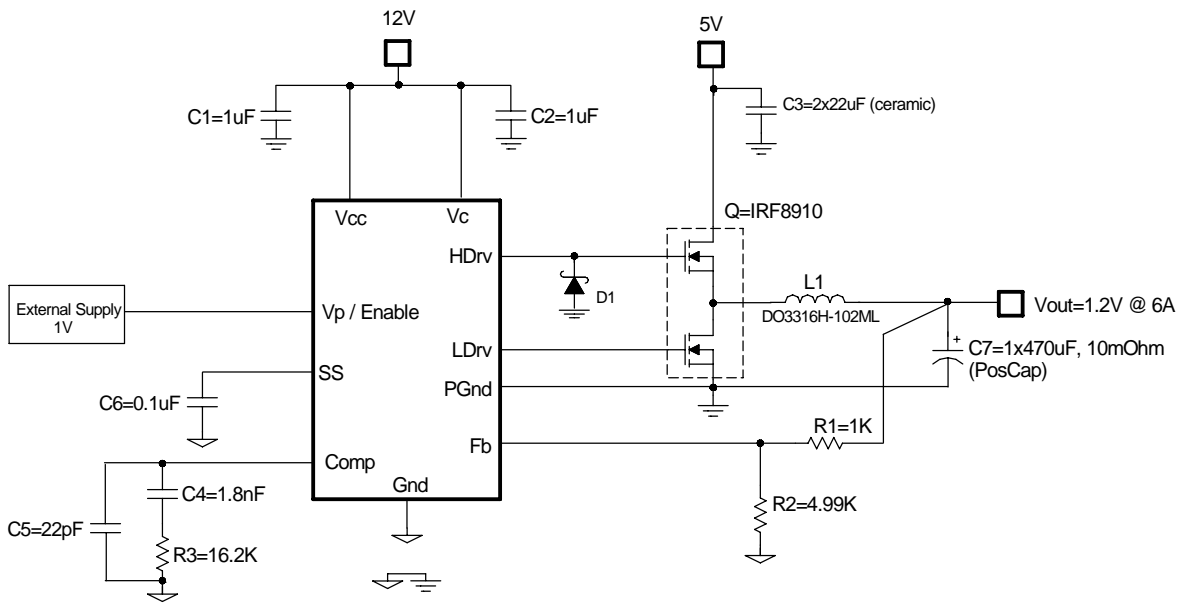 12V
5V
C1=1uF
C2=1uF
C3=2x22uF (ceramic)
Vcc
Vc
Q=IRF8910
HDrv
D1
L1
DO3316H-102ML
Vout=1.2V @ 6A
External Supply
1V
Vp / Enable
LDrv
C7=1x470uF, 10mOhm
(PosCap)
+
SS
PGnd
C6=0.1uF
R1=1K
Fb
Comp
Gnd
C4=1.8nF
R2=4.99K
C5=22pF
R3=16.2K